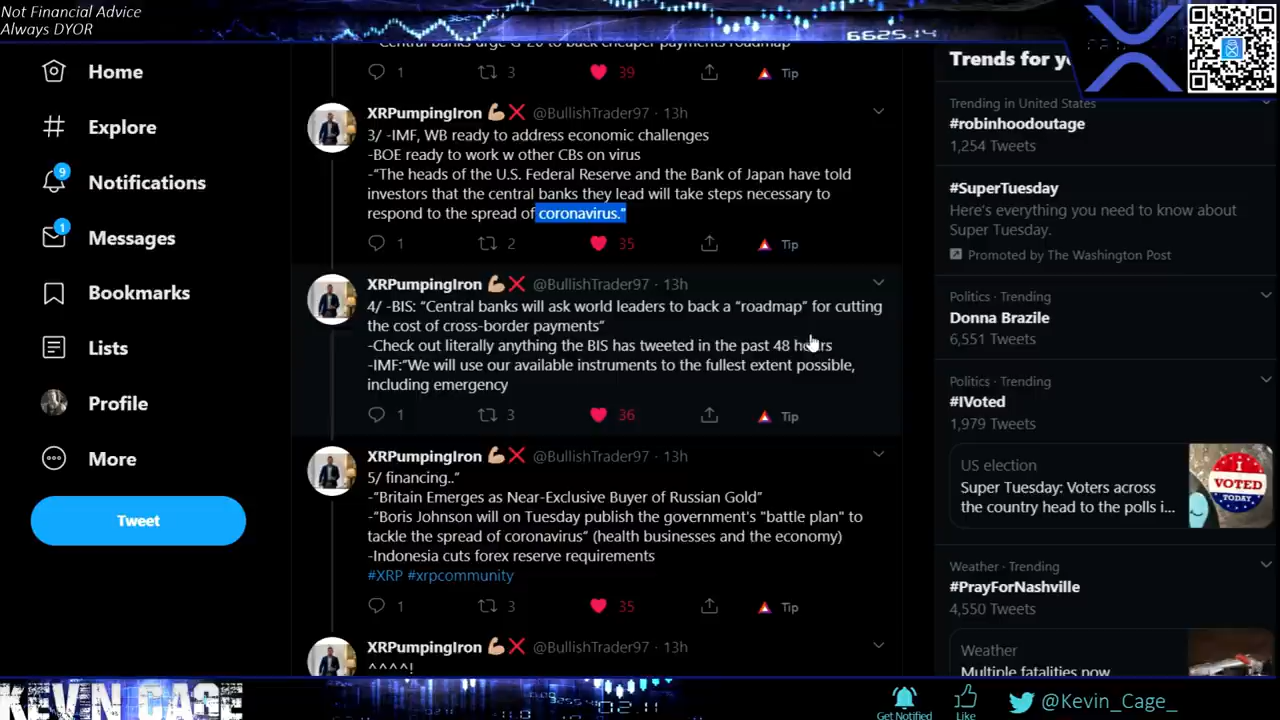 Not Financial Advice
Always DYOR
6625.14
Home
Explore
9
Notifications
1
Messages
Bookmarks
Lists
Profile
More
Tweet
Central banks urge G-20 to back cheaper payments roadmap
1 3 39 Tip
XRPumpingIron 💪🏼❌ @BullishTrader97 · 13h
3/ -IMF, WB ready to address economic challenges
-BOE ready to work w other CBs on virus
-“The heads of the U.S. Federal Reserve and the Bank of Japan have told
investors that the central banks they lead will take steps necessary to
respond to the spread of coronavirus.”
1 2 35 Tip
XRPumpingIron 💪🏼❌ @BullishTrader97 · 13h
4/ -BIS: “Central banks will ask world leaders to back a “roadmap” for cutting
the cost of cross-border payments”
-Check out literally anything the BIS has tweeted in the past 48 hours
-IMF:”We will use our available instruments to the fullest extent possible,
including emergency
1 3 36 Tip
XRPumpingIron 💪🏼❌ @BullishTrader97 · 13h
5/ financing..”
-”Britain Emerges as Near-Exclusive Buyer of Russian Gold”
-”Boris Johnson will on Tuesday publish the government's "battle plan" to
tackle the spread of coronavirus” (health businesses and the economy)
-Indonesia cuts forex reserve requirements
#XRP #xrpcommunity
1 3 35 Tip
XRPumpingIron 💪🏼❌ @BullishTrader97 · 13h
^^^^!
Trends for
Trending in United States
#robinhoodoutage
1,254 Tweets
#SuperTuesday
Here's everything you need to know about
Super Tuesday.
Promoted by The Washington Post
Politics · Trending
Donna Brazile
6,551 Tweets
Politics · Trending
#IVoted
1,979 Tweets
US election
Super Tuesday: Voters across
the country head to the polls i...
I VOTED TODAY
Weather · Trending
#PrayForNashville
4,550 Tweets
Weather
Multiple fatalities now
KEVIN CAGE
Get Notified
Like
@Kevin_Cage_